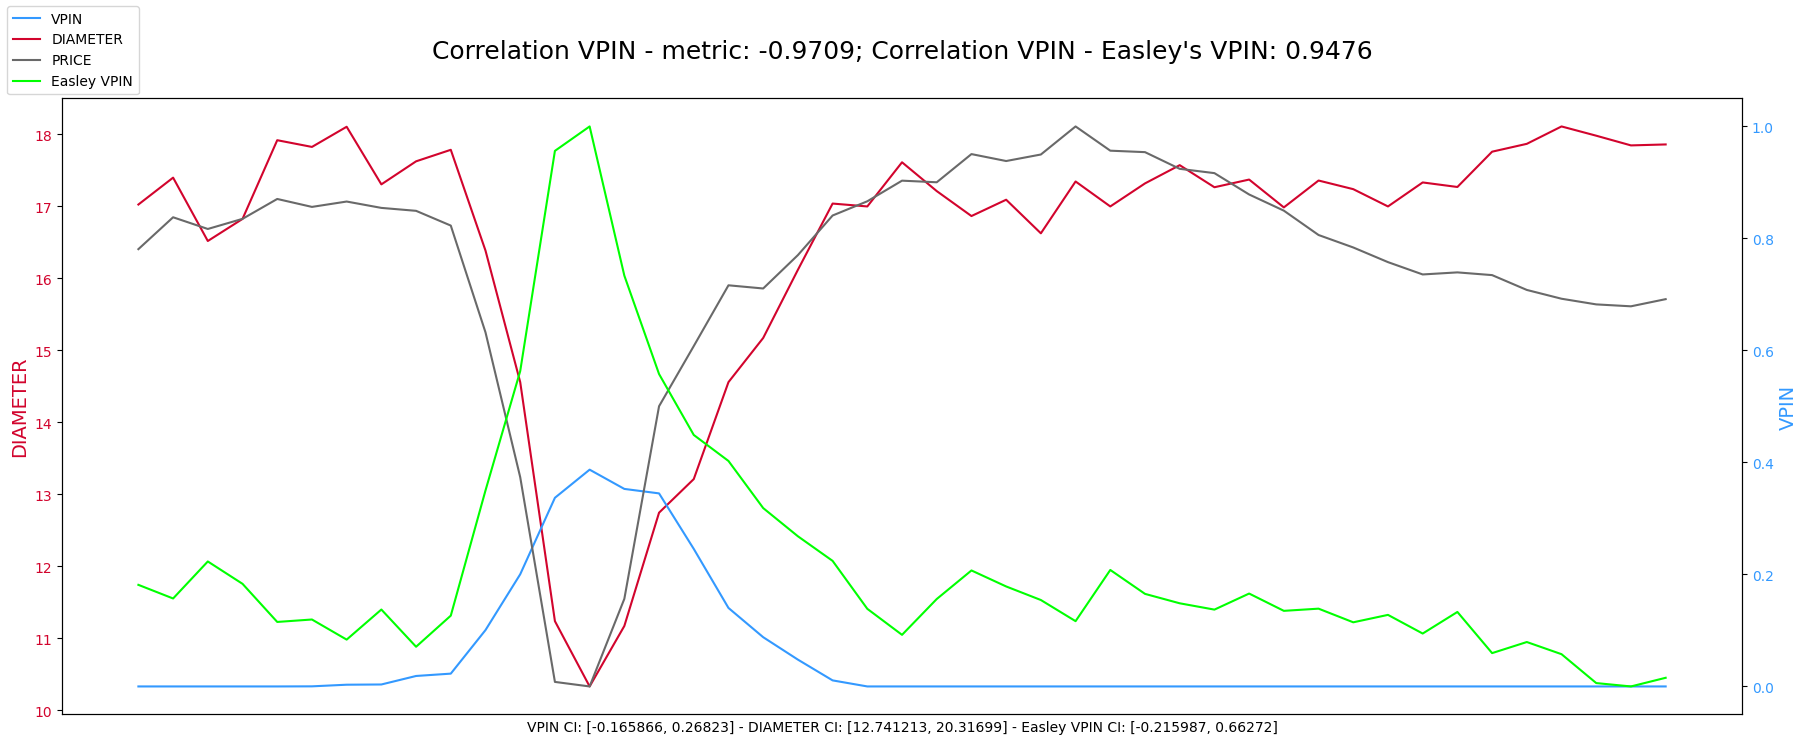 VPIN
DIAMETER
PRICE
Easley VPIN
Correlation VPIN - metric: -0.9709; Correlation VPIN - Easley's VPIN: 0.9476
DIAMETER
18
17
16
15
14
13
12
11
10
1.0
0.8
0.6
0.4
0.2
0.0
VPIN
VPIN CI: [-0.165866, 0.26823] - DIAMETER CI: [12.741213, 20.31699] - Easley VPIN CI: [-0.215987, 0.66272]